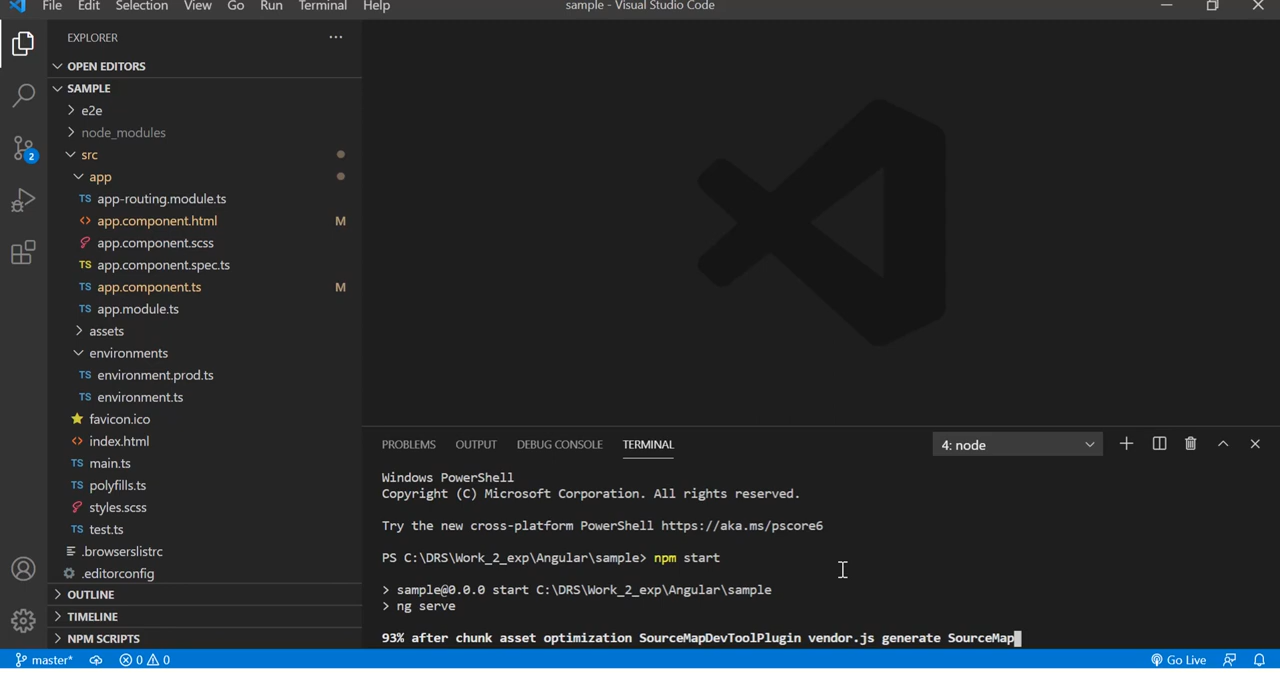 File Edit Selection View Go Run Terminal Help sample - Visual Studio Code
EXPLORER
OPEN EDITORS
SAMPLE
e2e
node_modules
src
app
TS app-routing.module.ts
<> app.component.html M
app.component.scss
TS app.component.spec.ts
TS app.component.ts M
TS app.module.ts
assets
environments
TS environment.prod.ts
TS environment.ts
favicon.ico
<> index.html
TS main.ts
TS polyfills.ts
styles.scss
TS test.ts
.browserslistrc
.editorconfig
OUTLINE
TIMELINE
NPM SCRIPTS
2
PROBLEMS OUTPUT DEBUG CONSOLE TERMINAL 4: node
Windows PowerShell
Copyright (C) Microsoft Corporation. All rights reserved.
Try the new cross-platform PowerShell https://aka.ms/pscore6
PS C:\DRS\Work_2_exp\Angular\sample> npm start
> sample@0.0.0 start C:\DRS\Work_2_exp\Angular\sample
> ng serve
93% after chunk asset optimization SourceMapDevToolPlugin vendor.js generate SourceMap
master* 0 0 Go Live